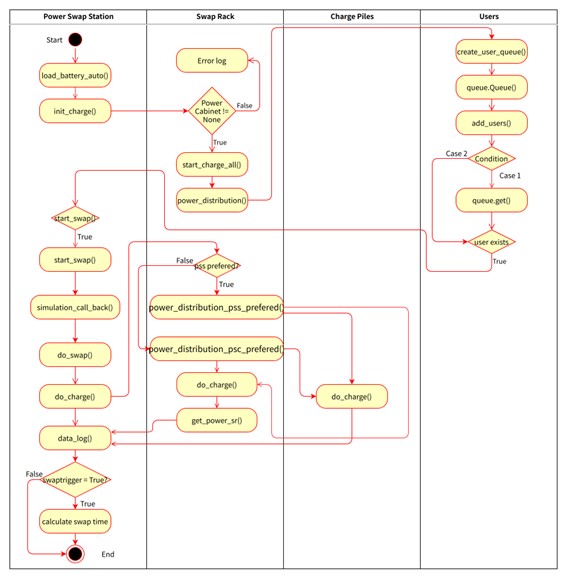 Power Swap Station
Swap Rack
Charge Piles
Users
Start
load_battery_auto()
init_charge()
Error log
Power
Cabinet !=
None
False
True
start_charge_all()
power_distribution()
create_user_queue()
queue.Queue()
add_users()
Condition
Case 2
Case 1
queue.get()
user exists
True
start_swap()
True
start_swap()
simulation_call_back()
do_swap()
do_charge()
pss prefered?
False
True
power_distribution_pss_prefered()
power_distribution_psc_prefered()
do_charge()
get_power_sr()
do_charge()
data_log()
swaptrigger = True?
False
True
calculate swap time
End